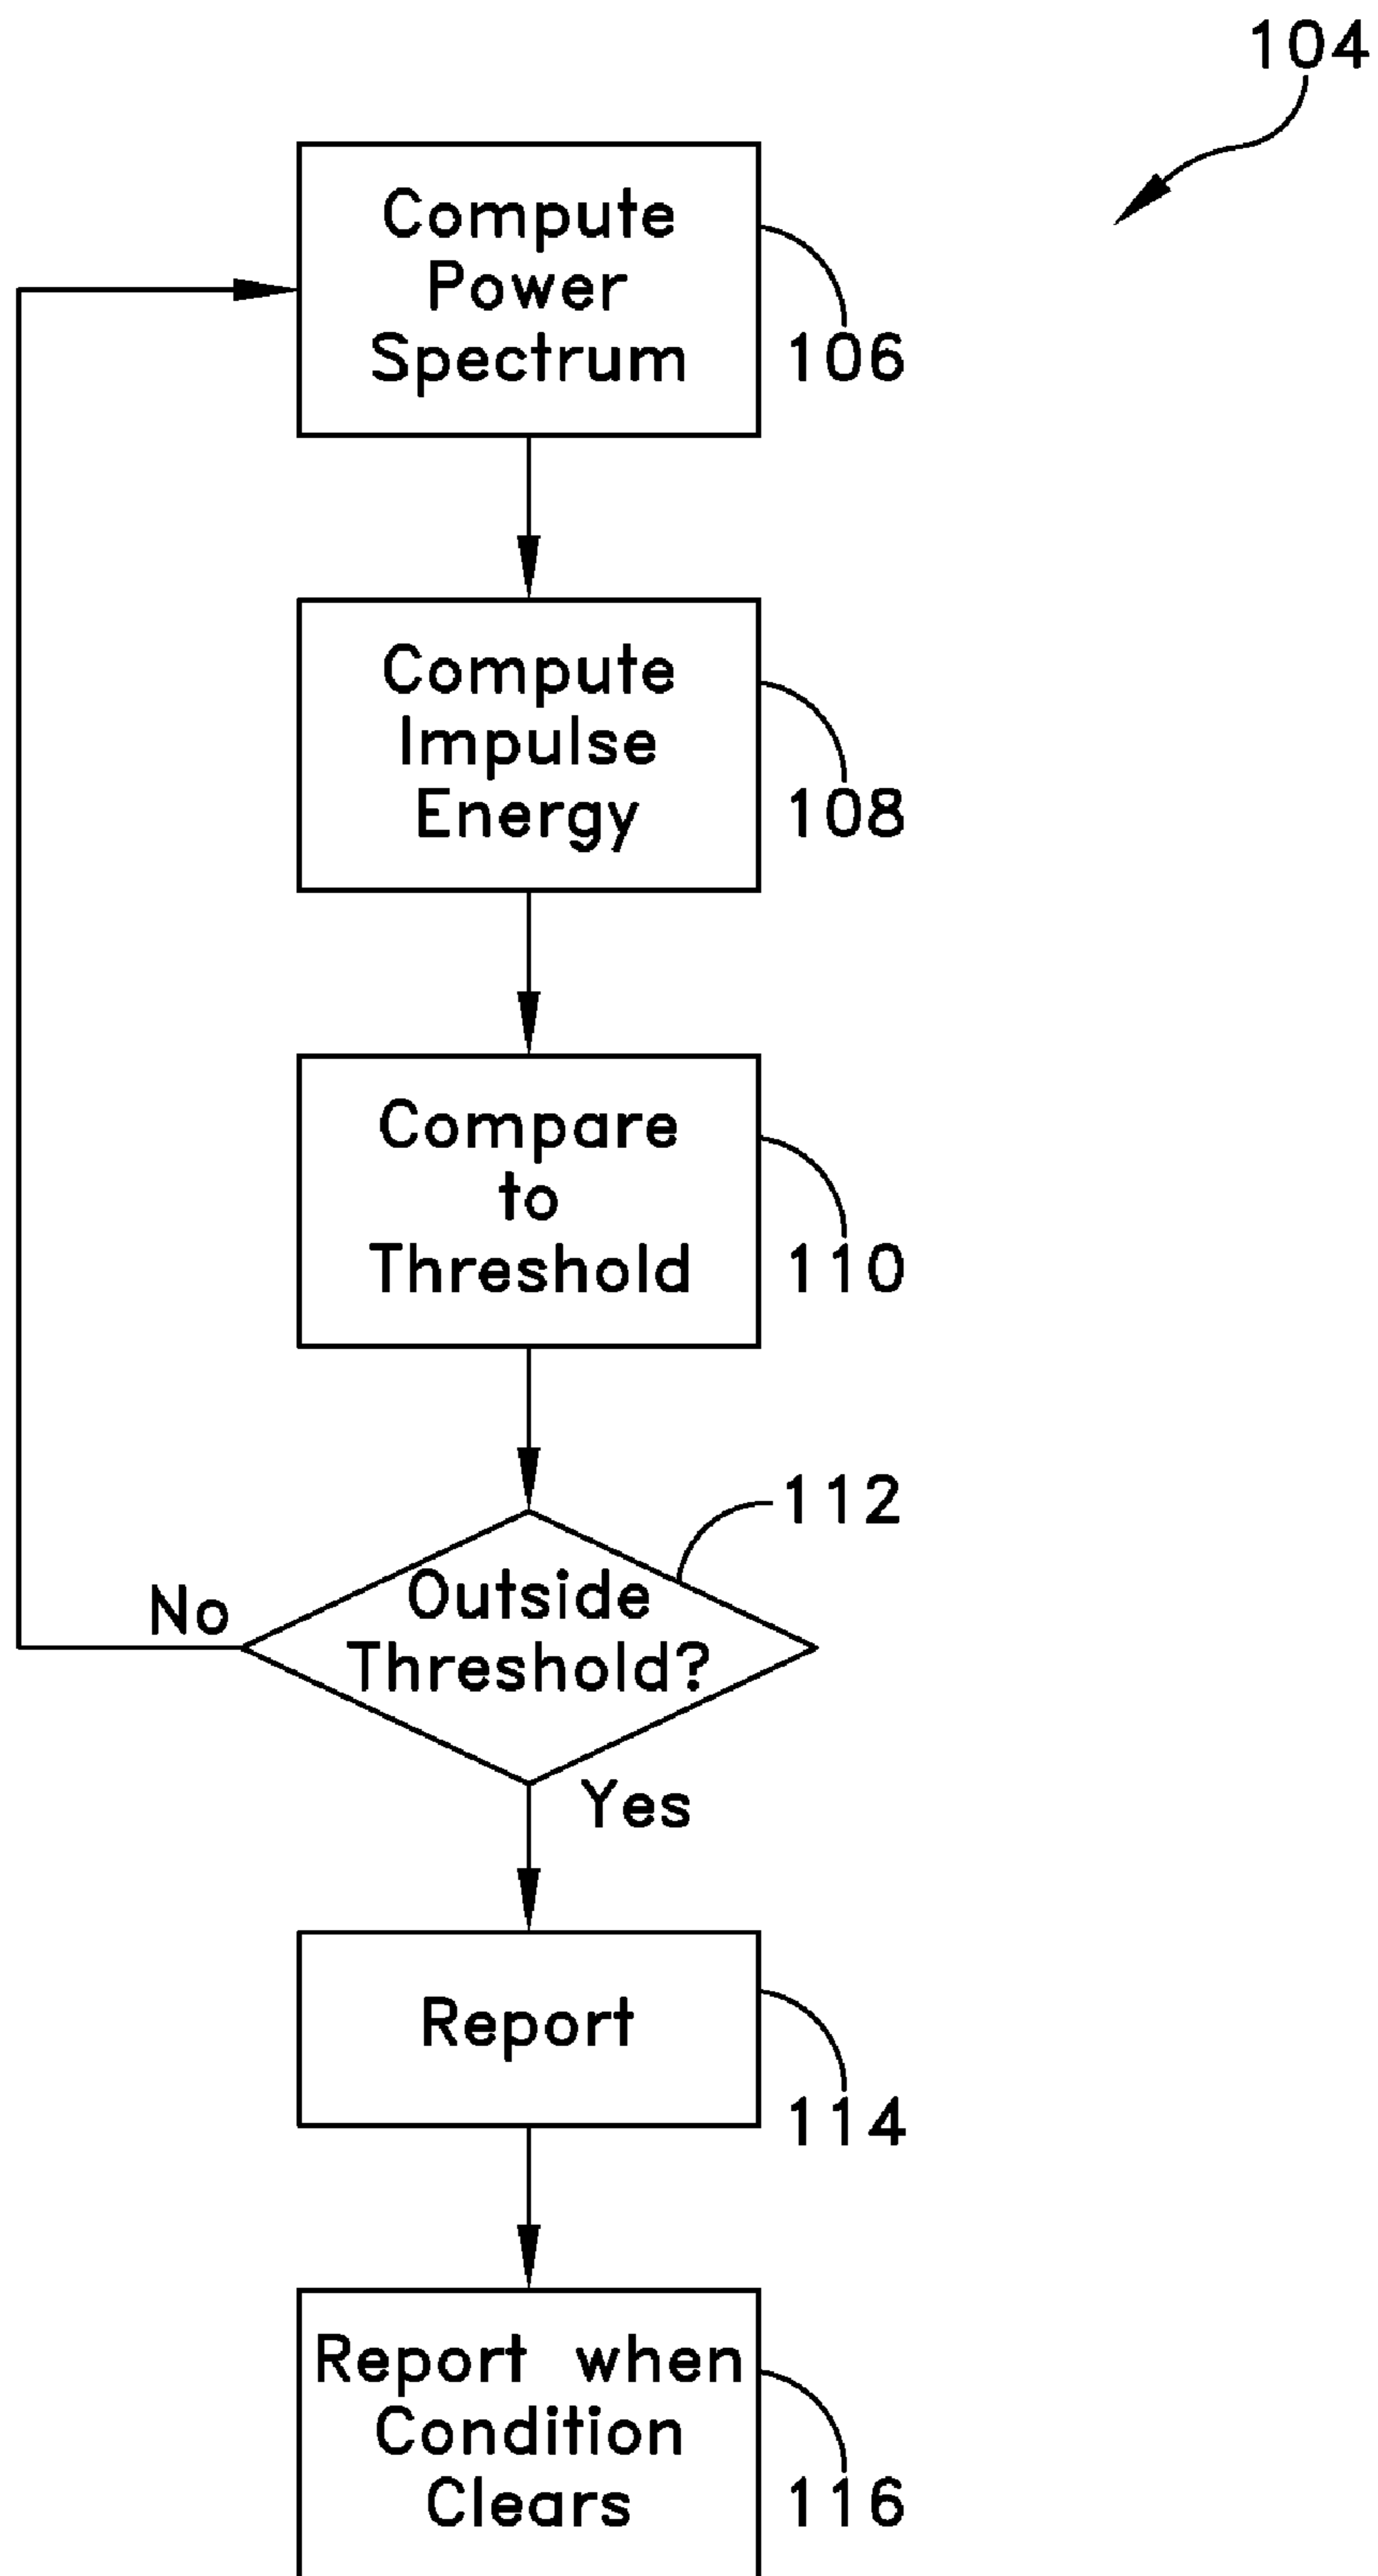 104
Compute
Power
Spectrum
106
Compute
Impulse
Energy
108
Compare
to
Threshold
110
112
Outside
Threshold?
No
Yes
Report
114
Report when
Condition
Clears
116